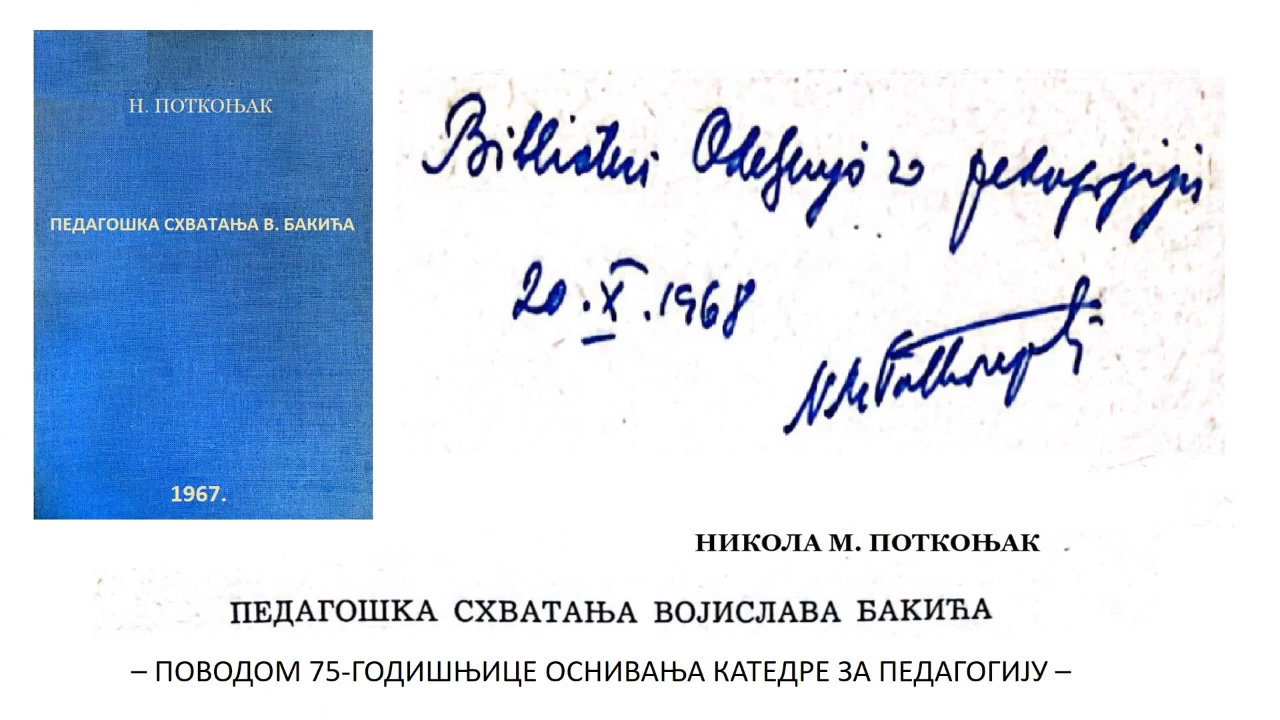 Н. ПОТКОЊАК
ПЕДАГОШКА СХВАТАЊА В. БАКИЋА
1967.
Biblioteci Odeljenja za pedagogiju
20.X.1968
НИКОЛА М. ПОТКОЊАК
ПЕДАГОШКА СХВАТАЊА ВОЈИСЛАВА БАКИЋА
– ПОВОДОМ 75-ГОДИШЊИЦЕ ОСНИВАЊА КАТЕДРЕ ЗА ПЕДАГОГИЈУ –